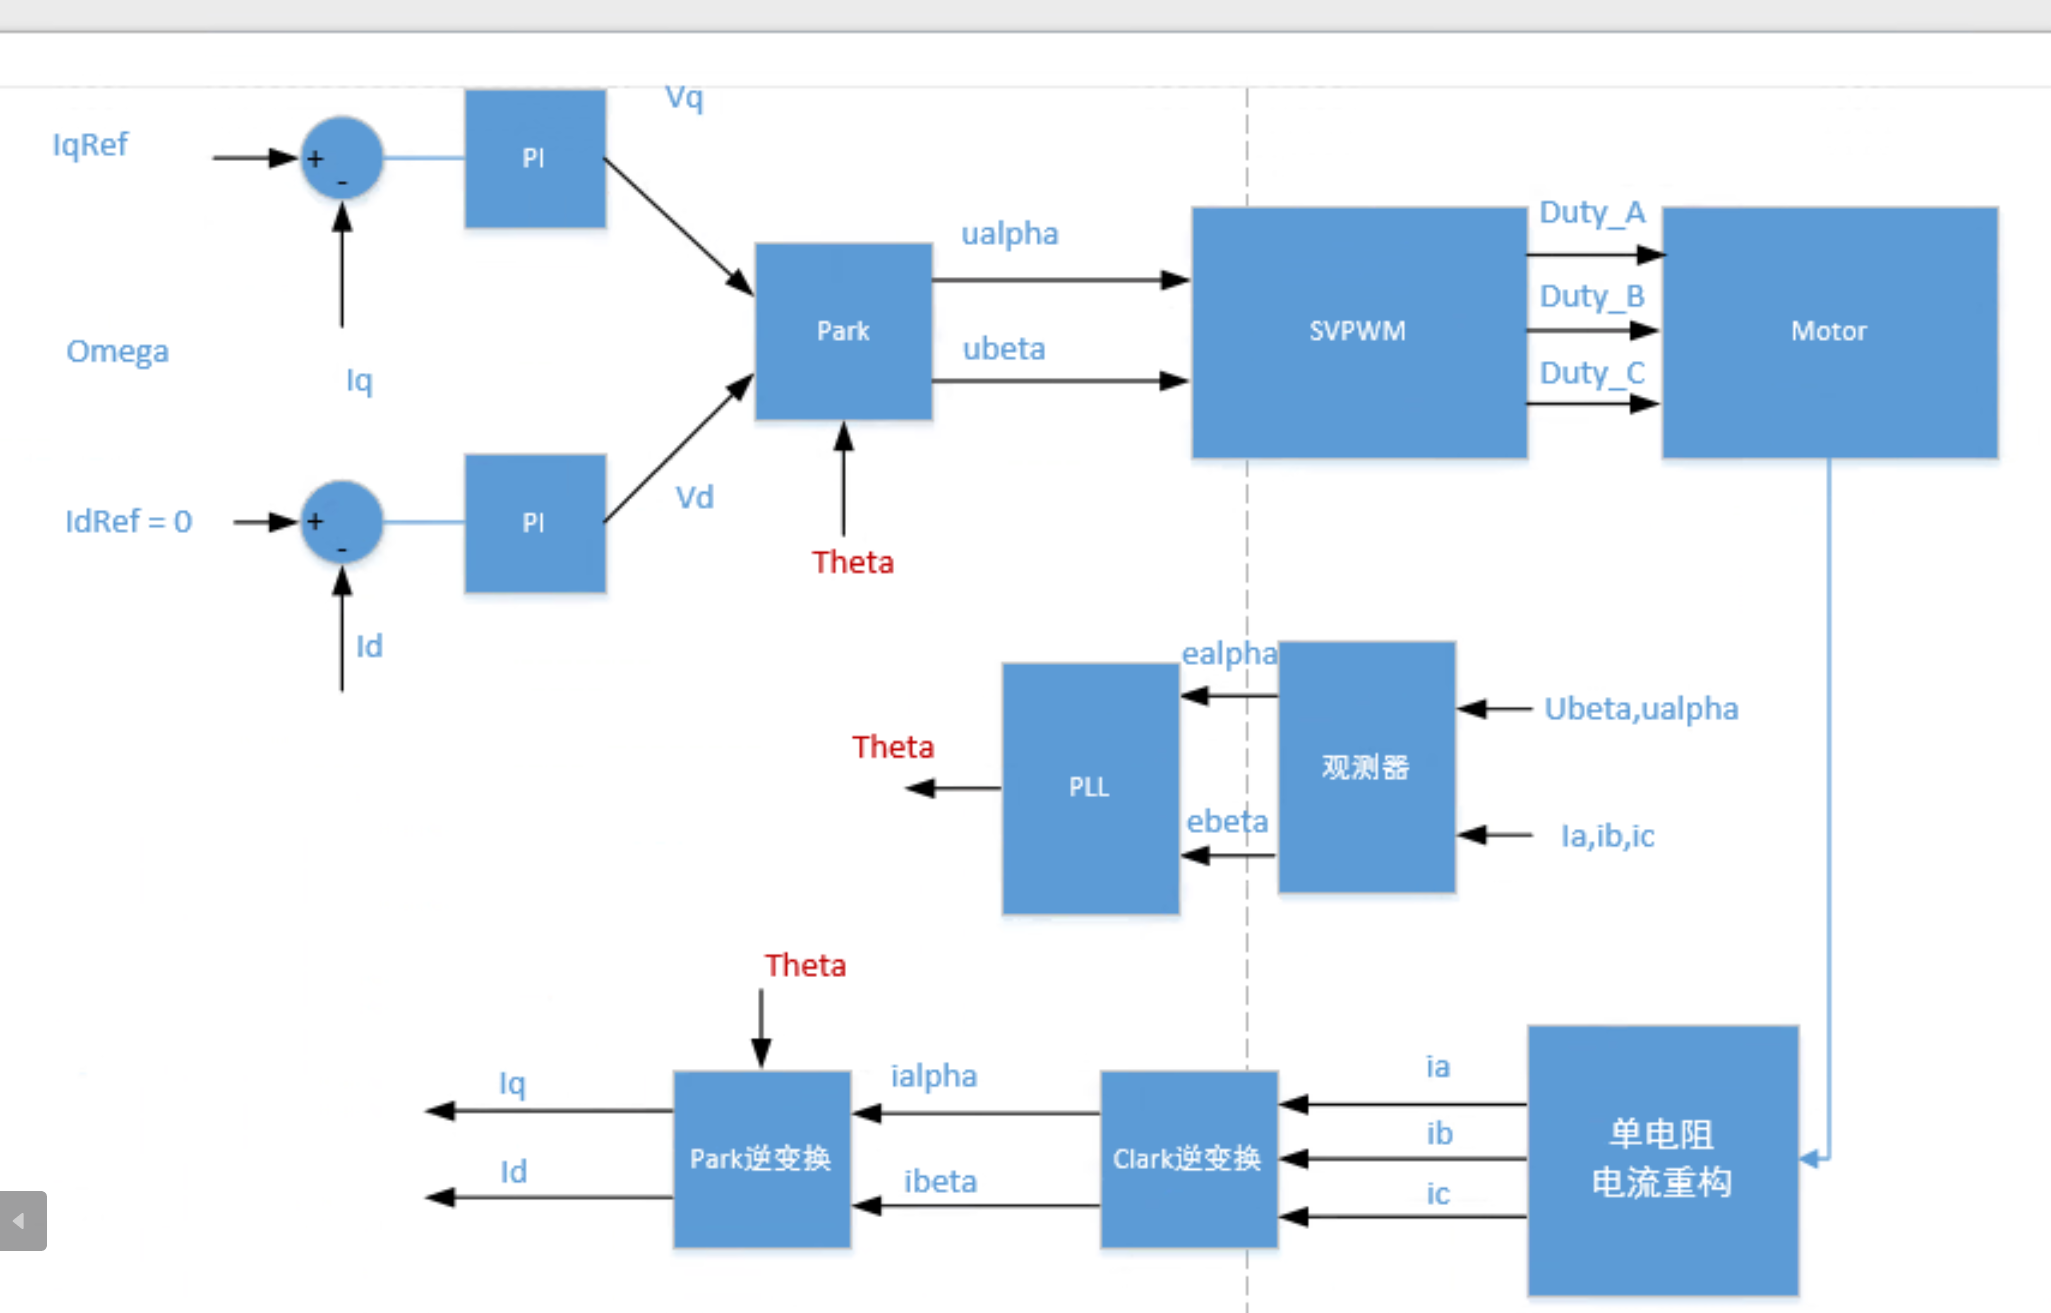 Vq
IqRef
+
-
PI
Iq
Omega
IdRef = 0
+
-
PI
Id
Vd
Park
Theta
ualpha
ubeta
SVPWM
Duty_A
Duty_B
Duty_C
Motor
Theta
PLL
ealpha
ebeta
观测器
Ubeta,ualpha
Ia,ib,ic
Theta
Iq
Id
Park逆变换
ialpha
ibeta
Clark逆变换
ia
ib
ic
单电阻
电流重构